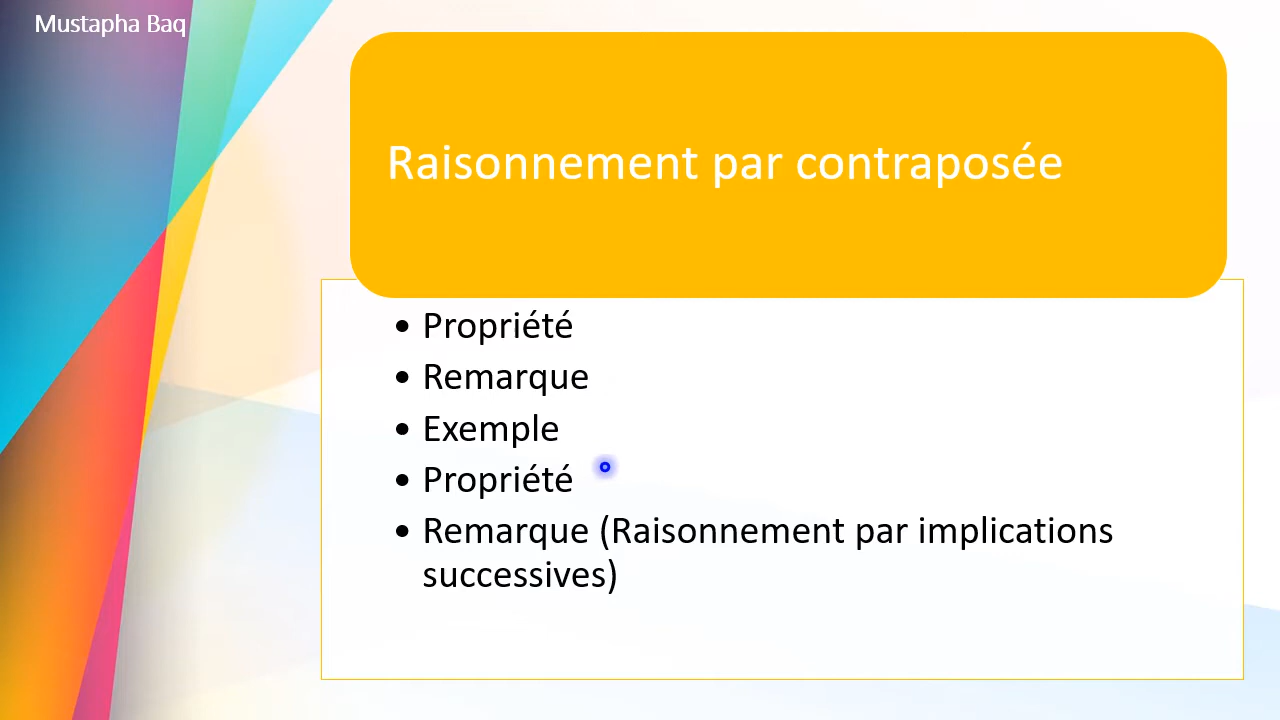 Mustapha Baq
Raisonnement par contraposée
• Propriété
• Remarque
• Exemple
• Propriété
• Remarque (Raisonnement par implications
successives)